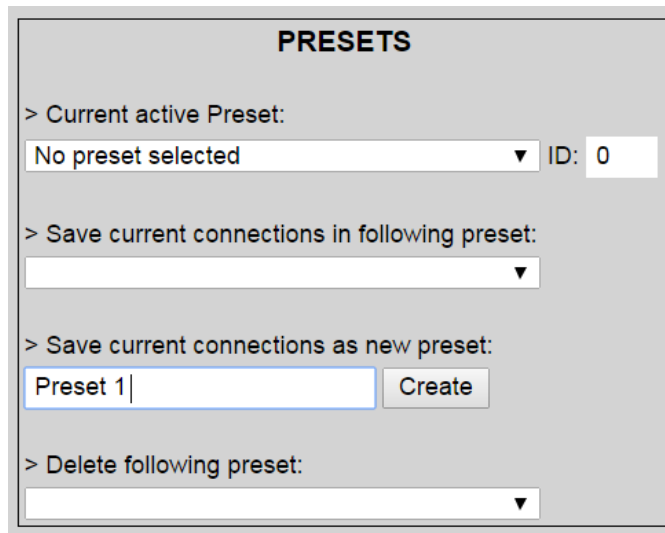 PRESETS
> Current active Preset:
No preset selected ▼ ID: 0
> Save current connections in following preset:
▼
> Save current connections as new preset:
Preset 1 Create
> Delete following preset:
▼